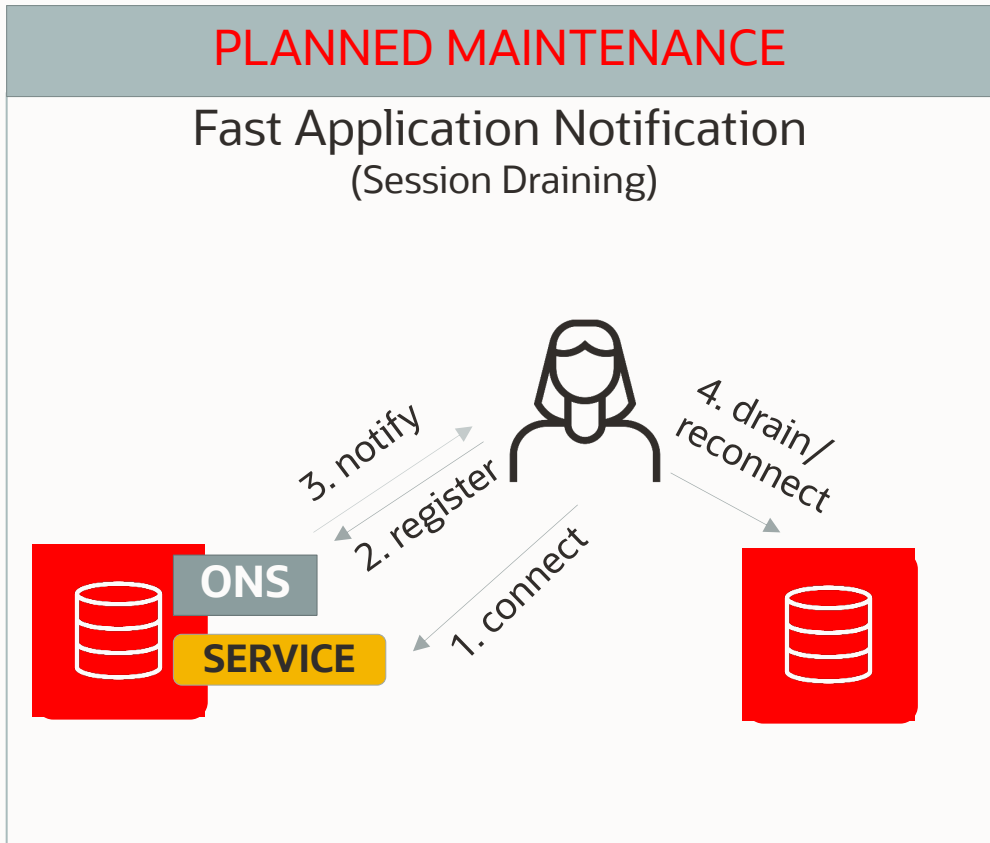 PLANNED MAINTENANCE
Fast Application Notification
(Session Draining)
4. drain/
reconnect
3. notify
2. register
1. connect
ONS
SERVICE